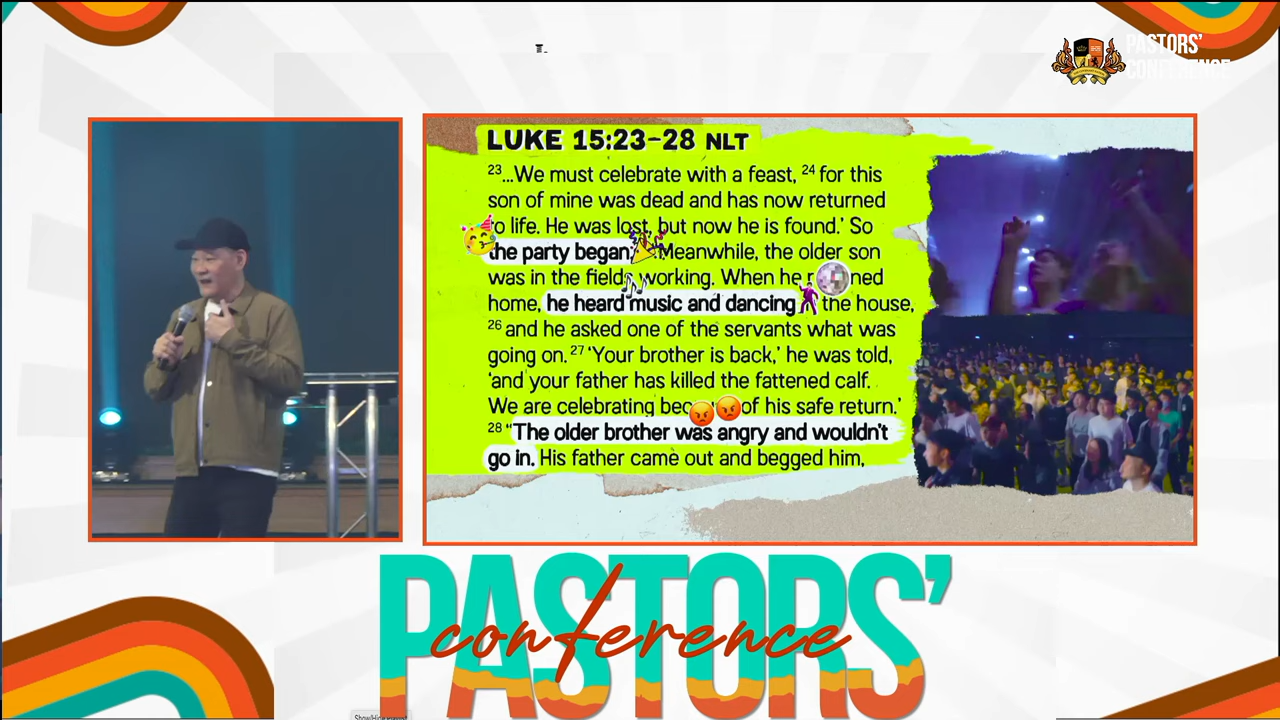 PASTORS'
CONFERENCE
LUKE 15:23-28 NLT
23...We must celebrate with a feast, 24 for this
son of mine was dead and has now returned
to life. He was lost, but now he is found.' So
the party began. Meanwhile, the older son
was in the fields working. When he ned
home, he heard music and dancing the house,
26 and he asked one of the servants what was
going on. 27 'Your brother is back,' he was told,
'and your father has killed the fattened calf.
We are celebrating bec of his safe return.'
28 "The older brother was angry and wouldn't
go in. His father came out and begged him,
PASTORS'
conference